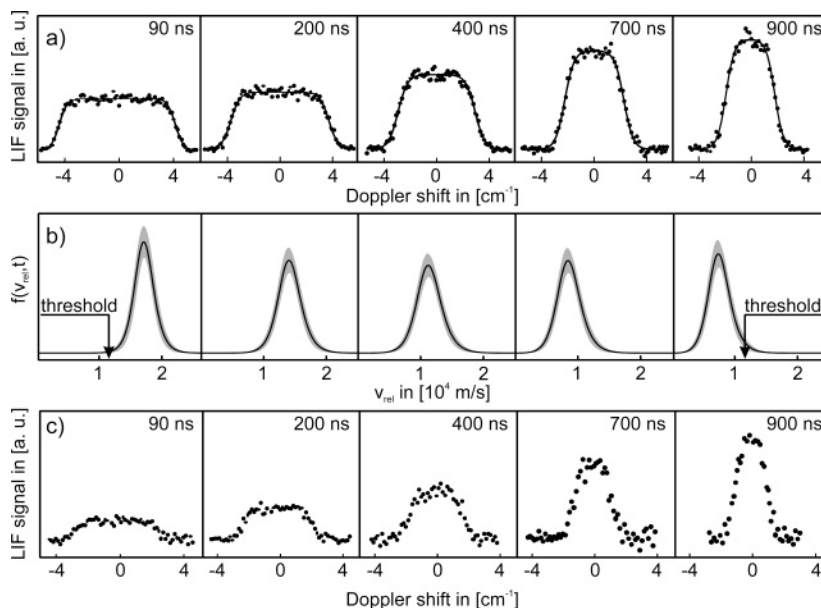 a) 90 ns 200 ns 400 ns 700 ns 900 ns
LIF signal in [a. u.]
-4 0 4 -4 0 4 -4 0 4 -4 0 4 -4 0 4
Doppler shift in [cm⁻¹]
b)
f(v_rel,t)
threshold threshold
1 2 1 2 1 2 1 2 1 2
v_rel in [10⁴ m/s]
c) 90 ns 200 ns 400 ns 700 ns 900 ns
LIF signal in [a. u.]
-4 0 4 -4 0 4 -4 0 4 -4 0 4 -4 0 4
Doppler shift in [cm⁻¹]